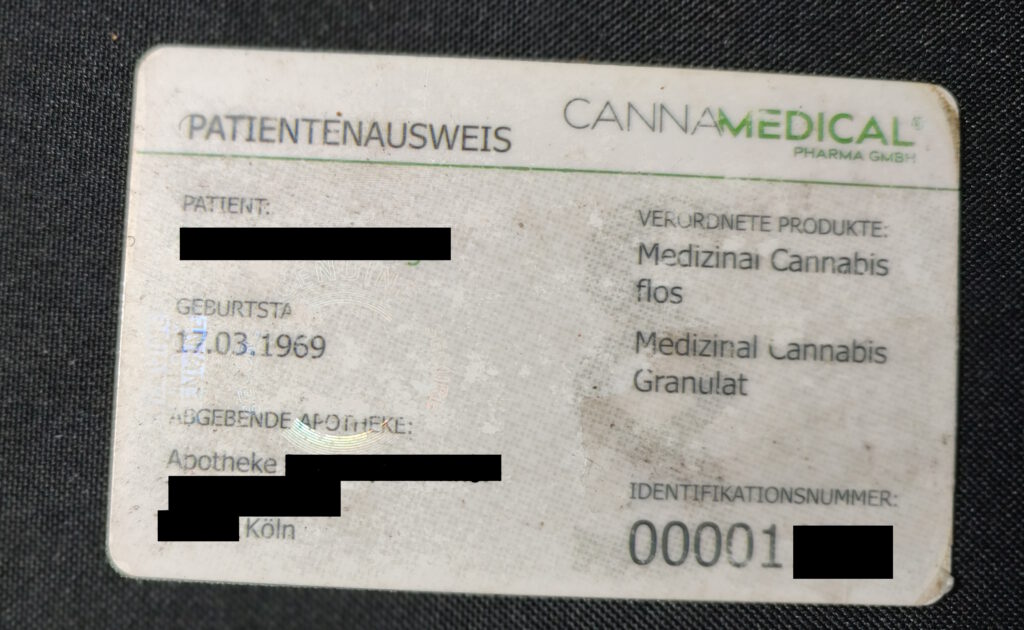 PATIENTENAUSWEIS
CANNAMEDICAL®
PHARMA GMBH
PATIENT:
GEBURTSTA
17.03.1969
ABGEBENDE APOTHEKE:
Apotheke
Köln
VERORDNETE PRODUKTE:
Medizinal Cannabis
flos
Medizinal Cannabis
Granulat
IDENTIFIKATIONSNUMMER:
00001